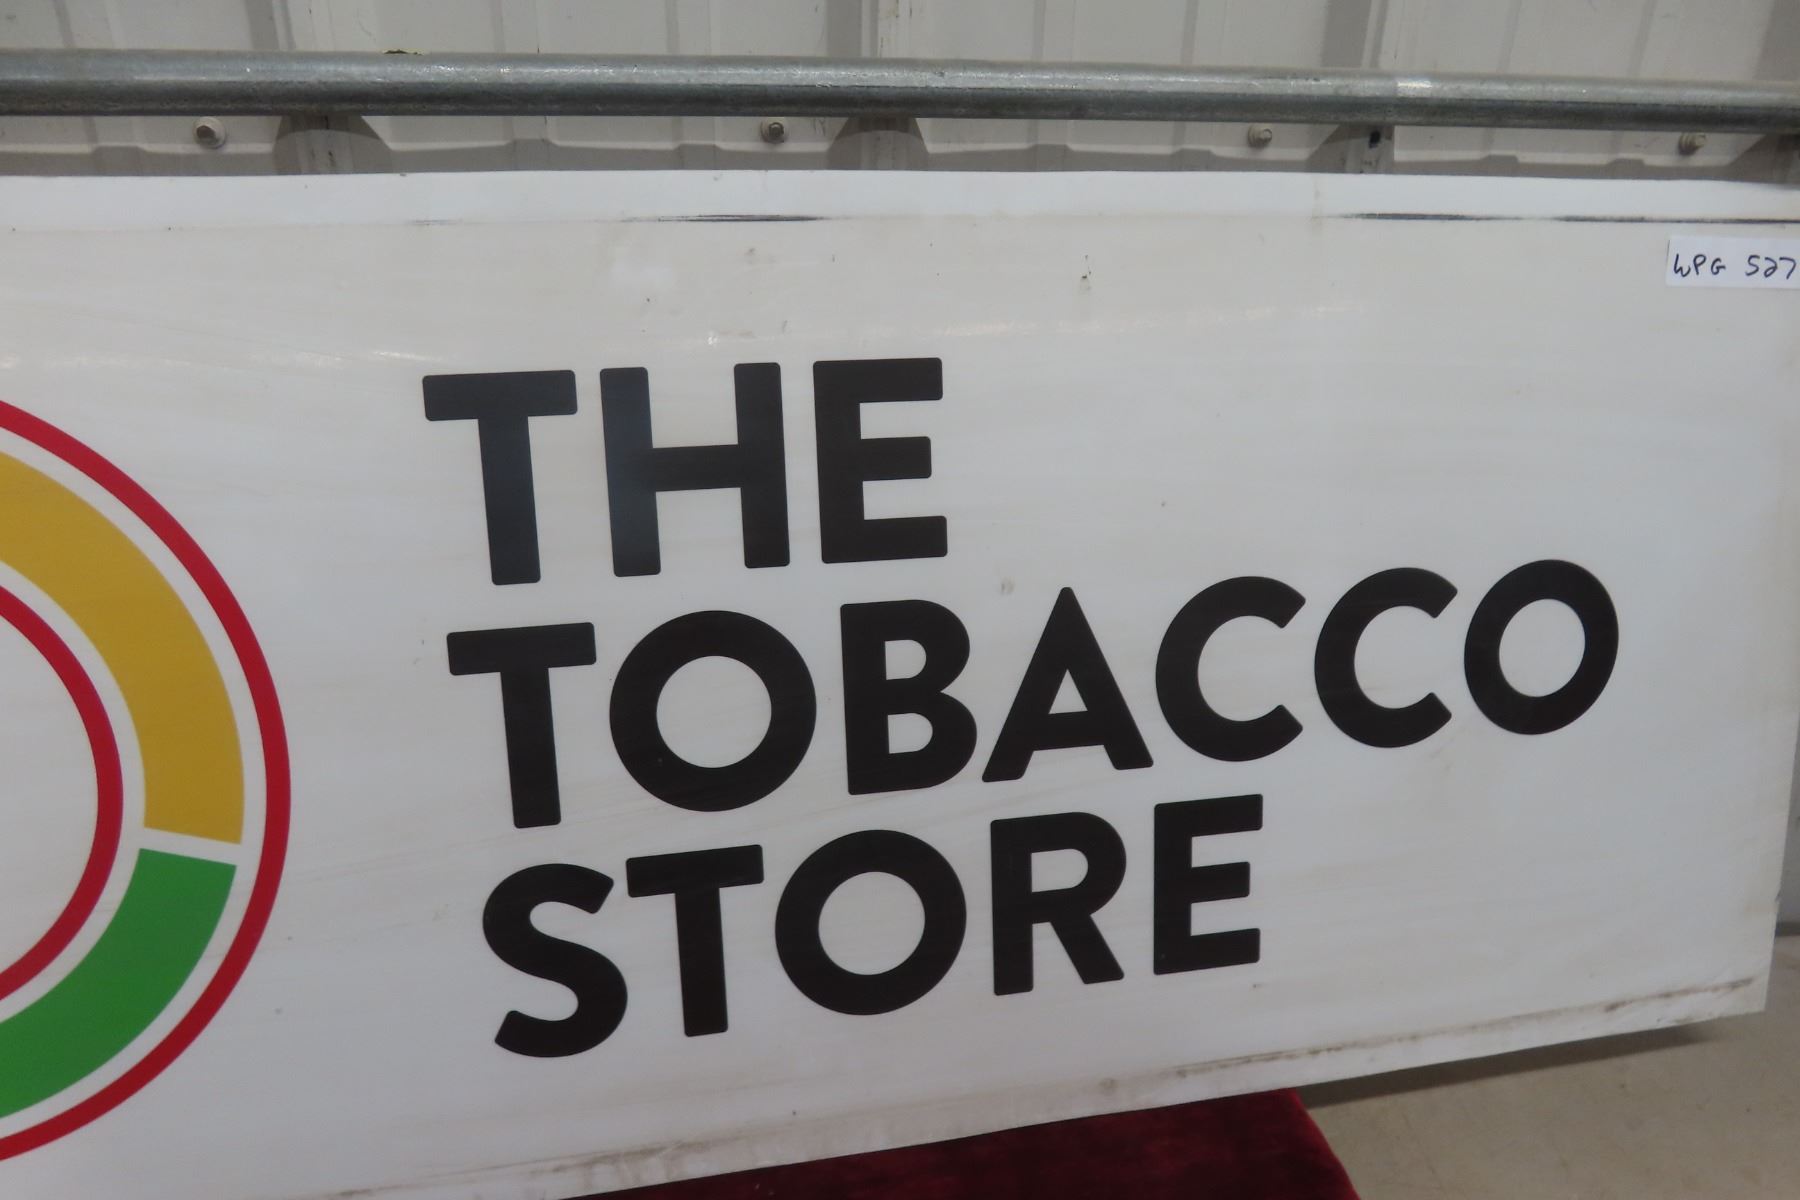 WPG 527
THE
TOBACCO
STORE